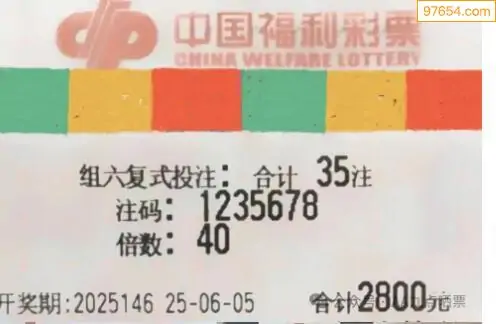 97654.com
中国福利彩票
CHINA WELFARE LOTTERY
组六复式投注: 合计 35注
注码: 1235678
倍数: 40
开奖期:2025146 25-06-05 合计2800元